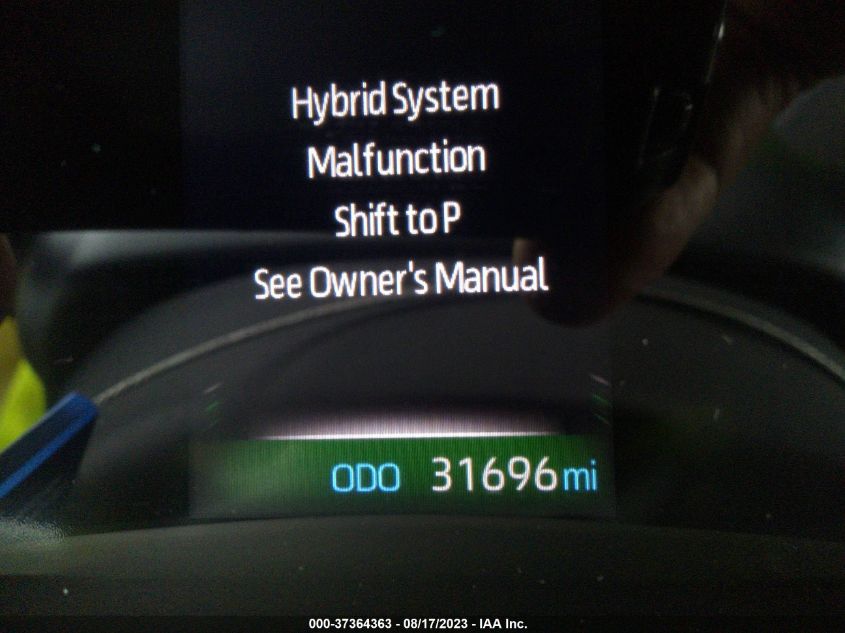 Hybrid System
Malfunction
Shift to P
See Owner's Manual
ODO 31696 mi
000-37364363 - 08/17/2023 - IAA Inc.